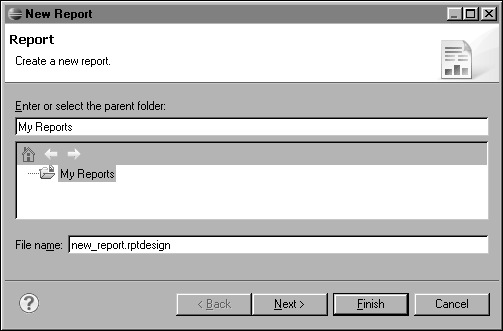 New Report
Report
Create a new report.
Enter or select the parent folder:
My Reports
My Reports
File name: new_report.rptdesign
? < Back Next > Finish Cancel